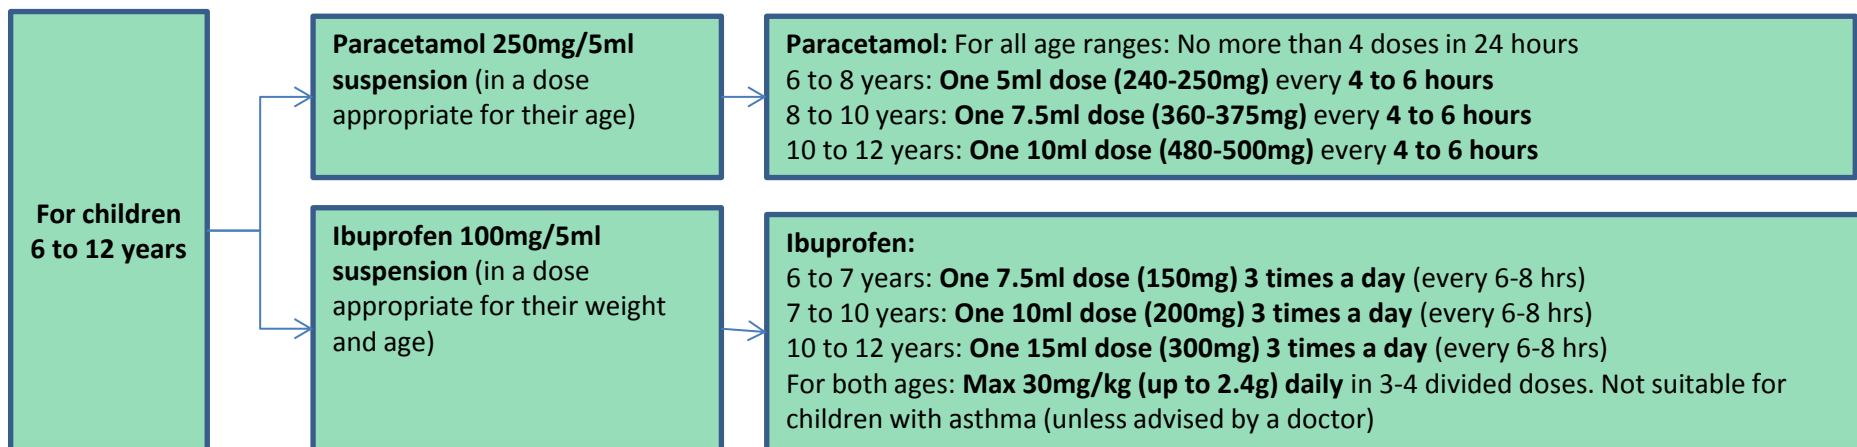 For children
6 to 12 years
Paracetamol 250mg/5ml
suspension (in a dose
appropriate for their age)
Paracetamol: For all age ranges: No more than 4 doses in 24 hours
6 to 8 years: One 5ml dose (240-250mg) every 4 to 6 hours
8 to 10 years: One 7.5ml dose (360-375mg) every 4 to 6 hours
10 to 12 years: One 10ml dose (480-500mg) every 4 to 6 hours
Ibuprofen 100mg/5ml
suspension (in a dose
appropriate for their weight
and age)
Ibuprofen:
6 to 7 years: One 7.5ml dose (150mg) 3 times a day (every 6-8 hrs)
7 to 10 years: One 10ml dose (200mg) 3 times a day (every 6-8 hrs)
10 to 12 years: One 15ml dose (300mg) 3 times a day (every 6-8 hrs)
For both ages: Max 30mg/kg (up to 2.4g) daily in 3-4 divided doses. Not suitable for
children with asthma (unless advised by a doctor)